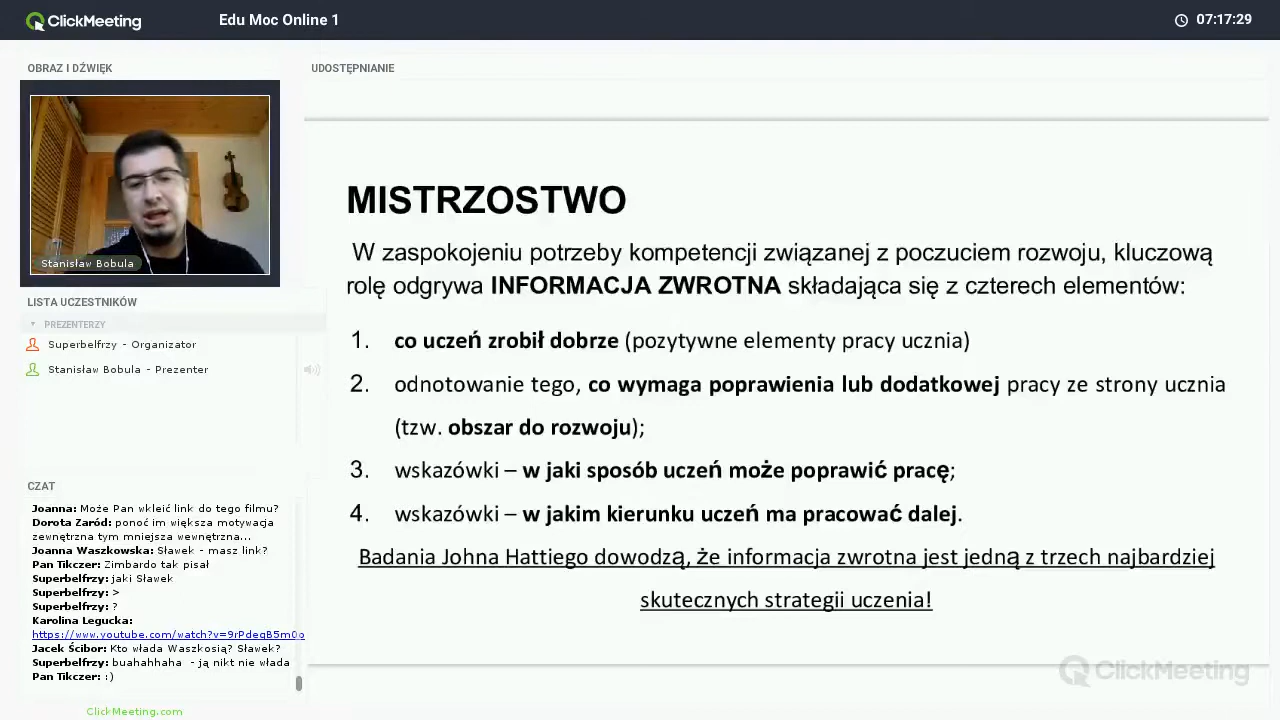 ClickMeeting
Edu Moc Online 1
07:17:29
OBRAZ I DŹWIĘK
Stanisław Bobula
LISTA UCZESTNIKÓW
PREZENTERZY
Superbelfrzy - Organizator
Stanisław Bobula - Prezenter
CZAT
Joanna: Może Pan wkleić link do tego filmu?
Dorota Zaród: ponoć im większa motywacja
zewnętrzna tym mniejsza wewnętrzna...
Joanna Waszkowska: Sławek - masz link?
Pan Tikczer: Zimbardo tak pisał
Superbelfrzy: jaki Sławek
Superbelfrzy: >
Superbelfrzy: ?
Karolina Legucka:
https://www.youtube.com/watch?v=9rPdeqB5m0p
Jacek Ścibor: Kto włada Waszkosią? Sławek?
Superbelfrzy: buahahhaha - ją nikt nie włada
Pan Tikczer: :)
ClickMeeting.com
UDOSTĘPNIANIE
MISTRZOSTWO
W zaspokojeniu potrzeby kompetencji związanej z poczuciem rozwoju, kluczową
rolę odgrywa INFORMACJA ZWROTNA składająca się z czterech elementów:
1. co uczeń zrobił dobrze (pozytywne elementy pracy ucznia)
2. odnotowanie tego, co wymaga poprawienia lub dodatkowej pracy ze strony ucznia
(tzw. obszar do rozwoju);
3. wskazówki – w jaki sposób uczeń może poprawić pracę;
4. wskazówki – w jakim kierunku uczeń ma pracować dalej.
Badania Johna Hattiego dowodzą, że informacja zwrotna jest jedną z trzech najbardziej
skutecznych strategii uczenia!
ClickMeeting